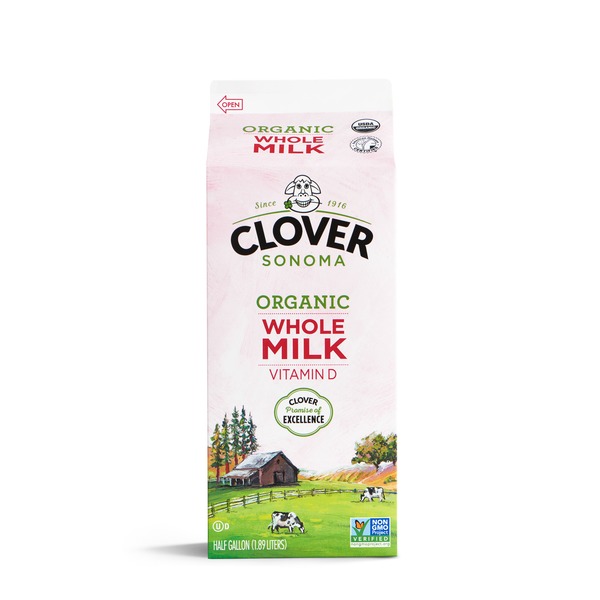 OPEN
ORGANIC
WHOLE
MILK
USDA
ORGANIC
Since 1916
CLOVER
SONOMA
ORGANIC
WHOLE
MILK
VITAMIN D
CLOVER
Promise of
EXCELLENCE
U D
NON
GMO
Project
VERIFIED
HALF GALLON (1.89 LITERS)